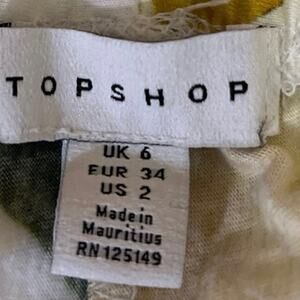 TOPSHOP
UK 6
EUR 34
US 2
Made in
Mauritius
RN 125149